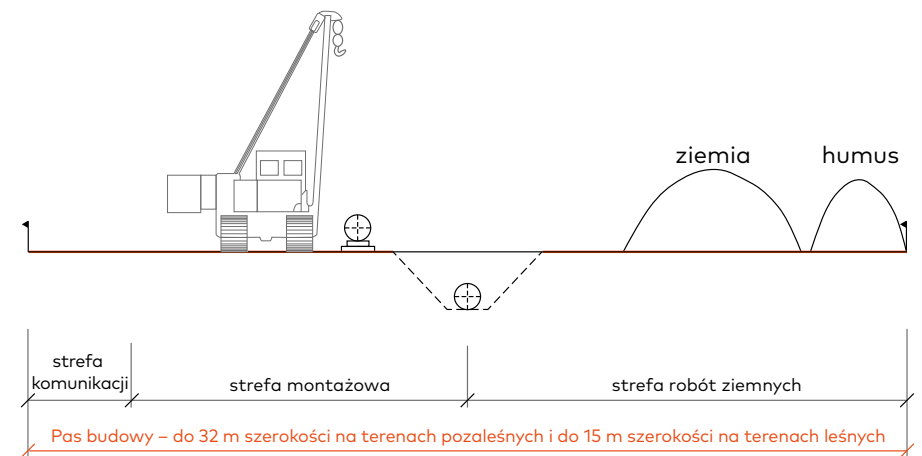 ziemia humus
strefa
komunikacji
strefa montażowa
strefa robót ziemnych
Pas budowy – do 32 m szerokości na terenach pozaleśnych i do 15 m szerokości na terenach leśnych